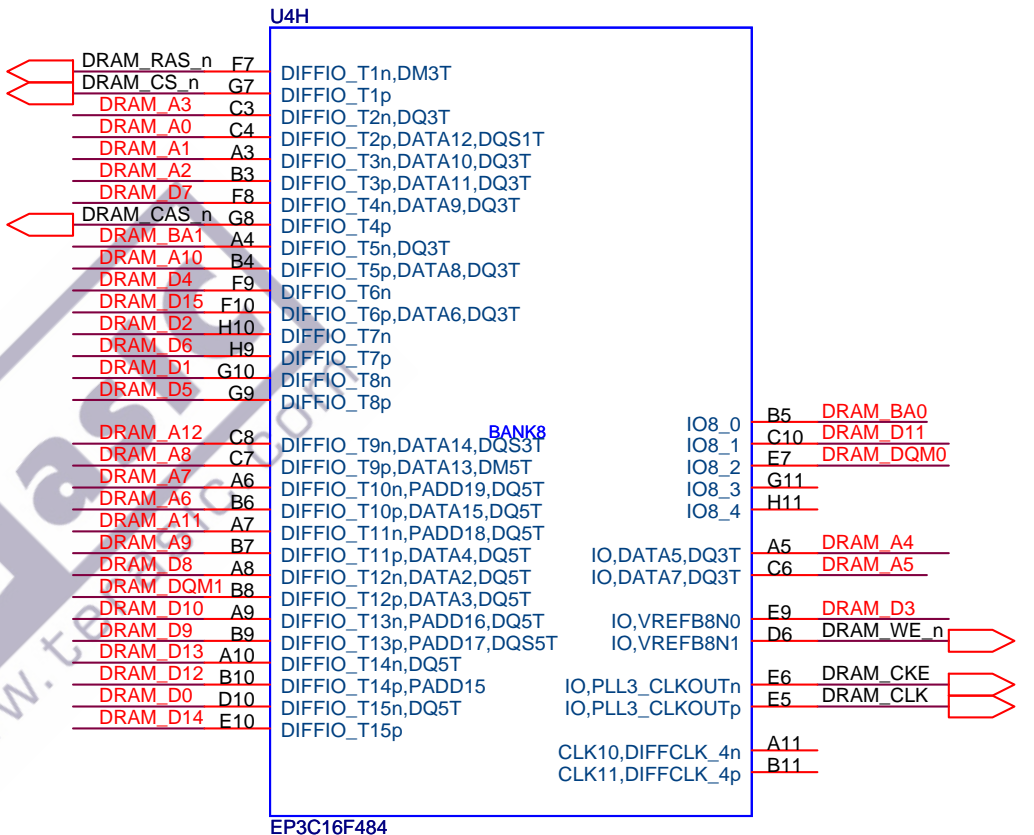 U4H
DRAM_RAS_n F7 DIFFIO_T1n,DM3T
DRAM_CS_n G7 DIFFIO_T1p
DRAM_A3 C3 DIFFIO_T2n,DQ3T
DRAM_A0 C4 DIFFIO_T2p,DATA12,DQS1T
DRAM_A1 A3 DIFFIO_T3n,DATA10,DQ3T
DRAM_A2 B3 DIFFIO_T3p,DATA11,DQ3T
DRAM_D7 F8 DIFFIO_T4n,DATA9,DQ3T
DRAM_CAS_n G8 DIFFIO_T4p
DRAM_BA1 A4 DIFFIO_T5n,DQ3T
DRAM_A10 B4 DIFFIO_T5p,DATA8,DQ3T
DRAM_D4 F9 DIFFIO_T6n
DRAM_D15 F10 DIFFIO_T6p,DATA6,DQ3T
DRAM_D2 H10 DIFFIO_T7n
DRAM_D6 H9 DIFFIO_T7p
DRAM_D1 G10 DIFFIO_T8n
DRAM_D5 G9 DIFFIO_T8p
BANK8
DRAM_A12 C8 DIFFIO_T9n,DATA14,DQS3T
DRAM_A8 C7 DIFFIO_T9p,DATA13,DM5T
DRAM_A7 A6 DIFFIO_T10n,PADD19,DQ5T
DRAM_A6 B6 DIFFIO_T10p,DATA15,DQ5T
DRAM_A11 A7 DIFFIO_T11n,PADD18,DQ5T
DRAM_A9 B7 DIFFIO_T11p,DATA4,DQ5T
DRAM_D8 A8 DIFFIO_T12n,DATA2,DQ5T
DRAM_DQM1 B8 DIFFIO_T12p,DATA3,DQ5T
DRAM_D10 A9 DIFFIO_T13n,PADD16,DQ5T
DRAM_D9 B9 DIFFIO_T13p,PADD17,DQS5T
DRAM_D13 A10 DIFFIO_T14n,DQ5T
DRAM_D12 B10 DIFFIO_T14p,PADD15
DRAM_D0 D10 DIFFIO_T15n,DQ5T
DRAM_D14 E10 DIFFIO_T15p
IO8_0 B5 DRAM_BA0
IO8_1 C10 DRAM_D11
IO8_2 E7 DRAM_DQM0
IO8_3 G11
IO8_4 H11
IO,DATA5,DQ3T A5 DRAM_A4
IO,DATA7,DQ3T C6 DRAM_A5
IO,VREFB8N0 E9 DRAM_D3
IO,VREFB8N1 D6 DRAM_WE_n
IO,PLL3_CLKOUTn E6 DRAM_CKE
IO,PLL3_CLKOUTp E5 DRAM_CLK
CLK10,DIFFCLK_4n A11
CLK11,DIFFCLK_4p B11
EP3C16F484
asic
w.terasic.com